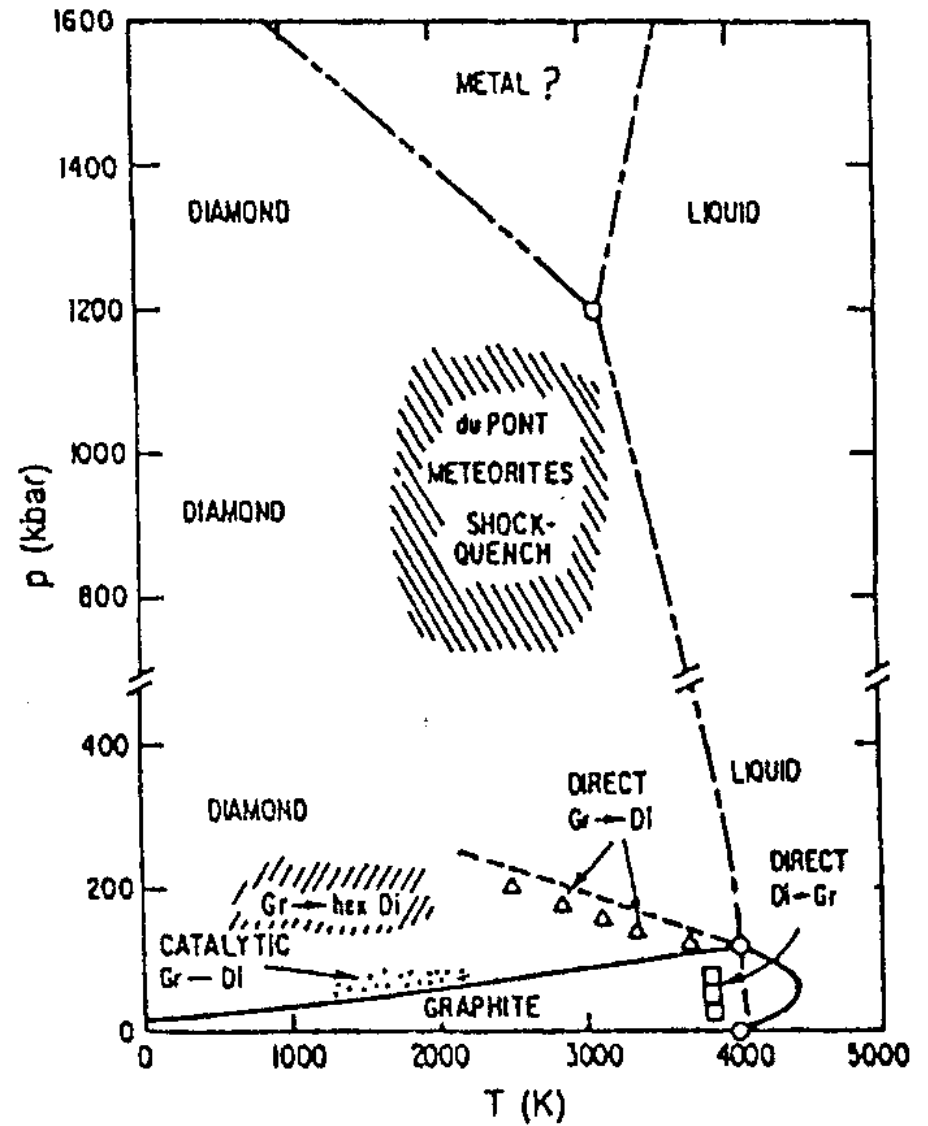 1600
METAL ?
1400
DIAMOND
LIQUID
1200
du PONT
1000
METEORITES
DIAMOND
SHOCK-
QUENCH
p (kbar)
800
400
LIQUID
DIRECT
Gr → Di
DIAMOND
DIRECT
Di → Gr
200
Gr → hex Di
CATALYTIC
Gr — Di
GRAPHITE
0
0 1000 2000 3000 4000 5000
T (K)